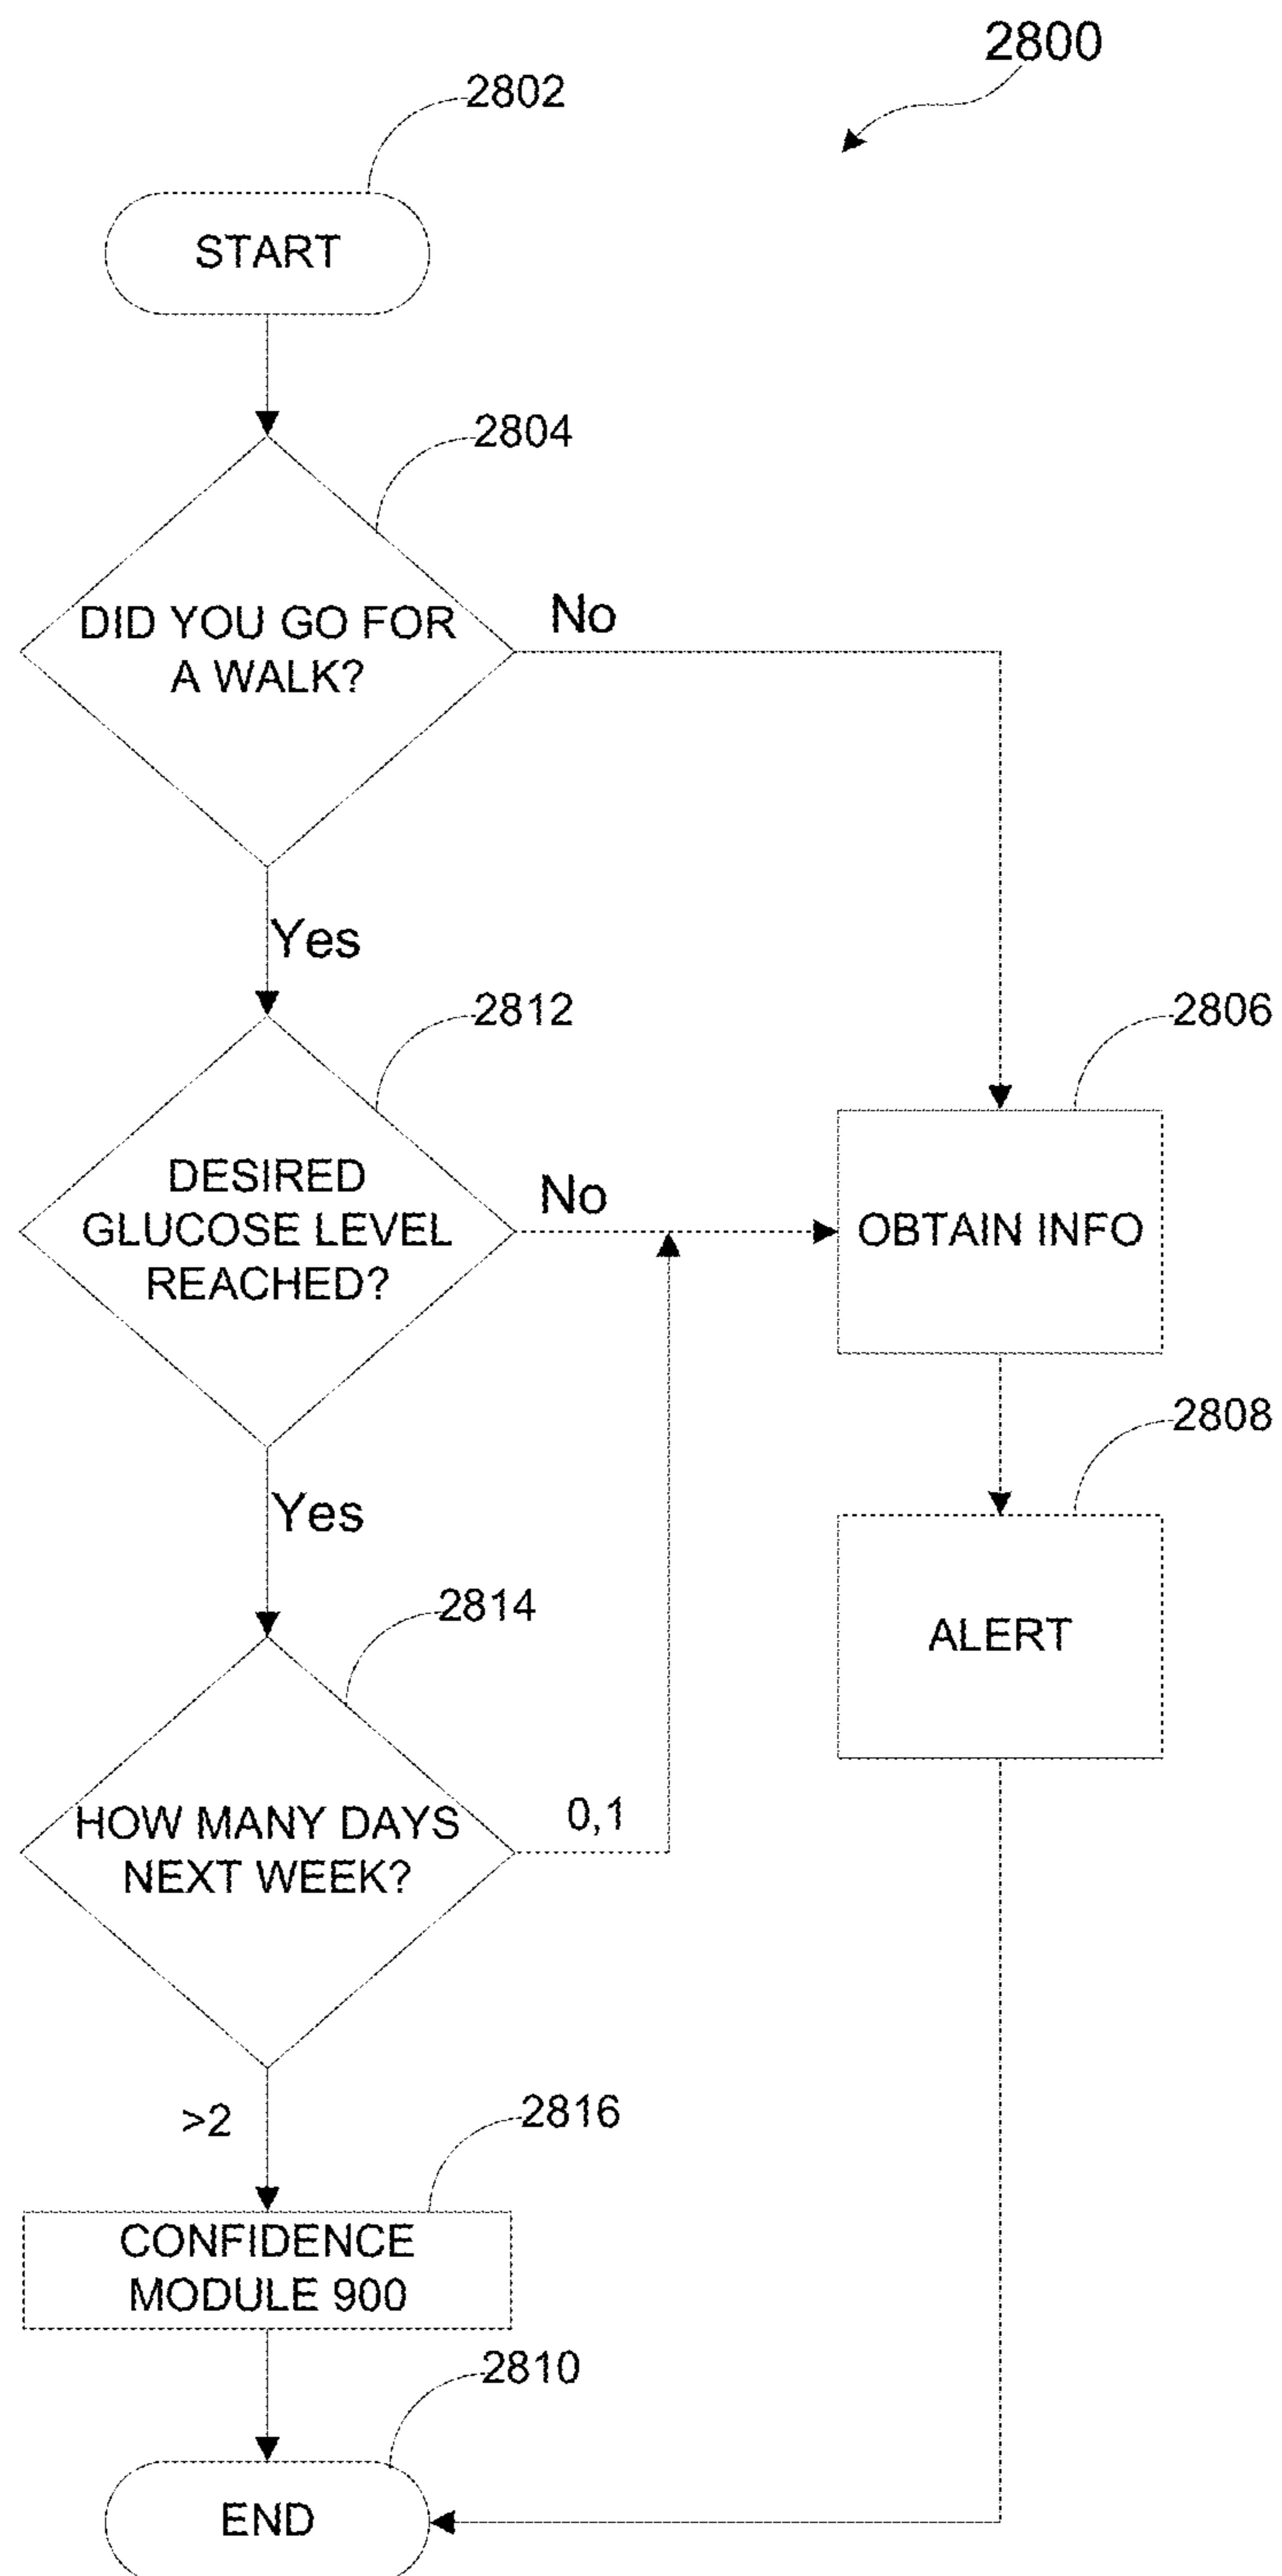 2800
2802
START
2804
DID YOU GO FOR
A WALK?
No
Yes
2812
2806
DESIRED
GLUCOSE LEVEL
REACHED?
No
OBTAIN INFO
2808
Yes
2814
ALERT
HOW MANY DAYS
NEXT WEEK?
0,1
>2
2816
CONFIDENCE
MODULE 900
2810
END